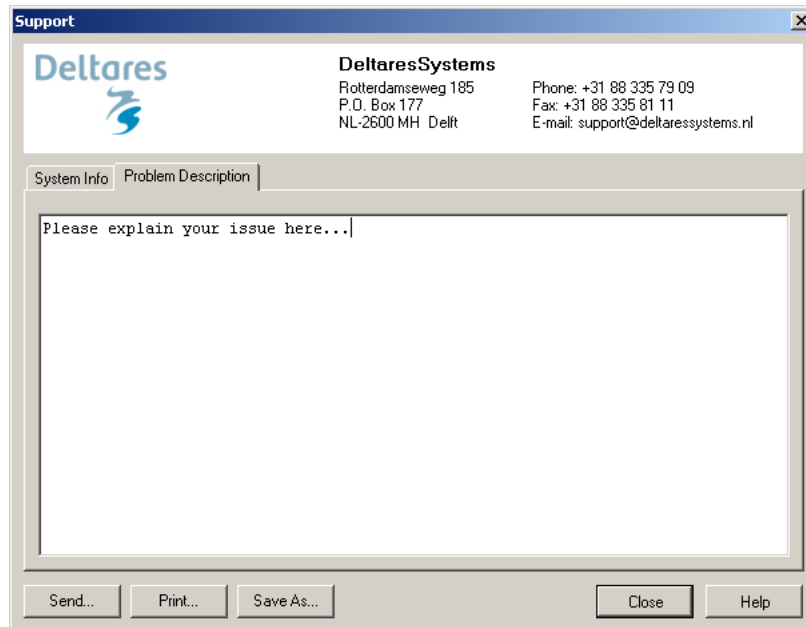 Support
Deltares
DeltaresSystems
Rotterdamseweg 185
P.O. Box 177
NL-2600 MH Delft
Phone: +31 88 335 79 09
Fax: +31 88 335 81 11
E-mail: support@deltaressystems.nl
System Info
Problem Description
Please explain your issue here...
Send...
Print...
Save As...
Close
Help